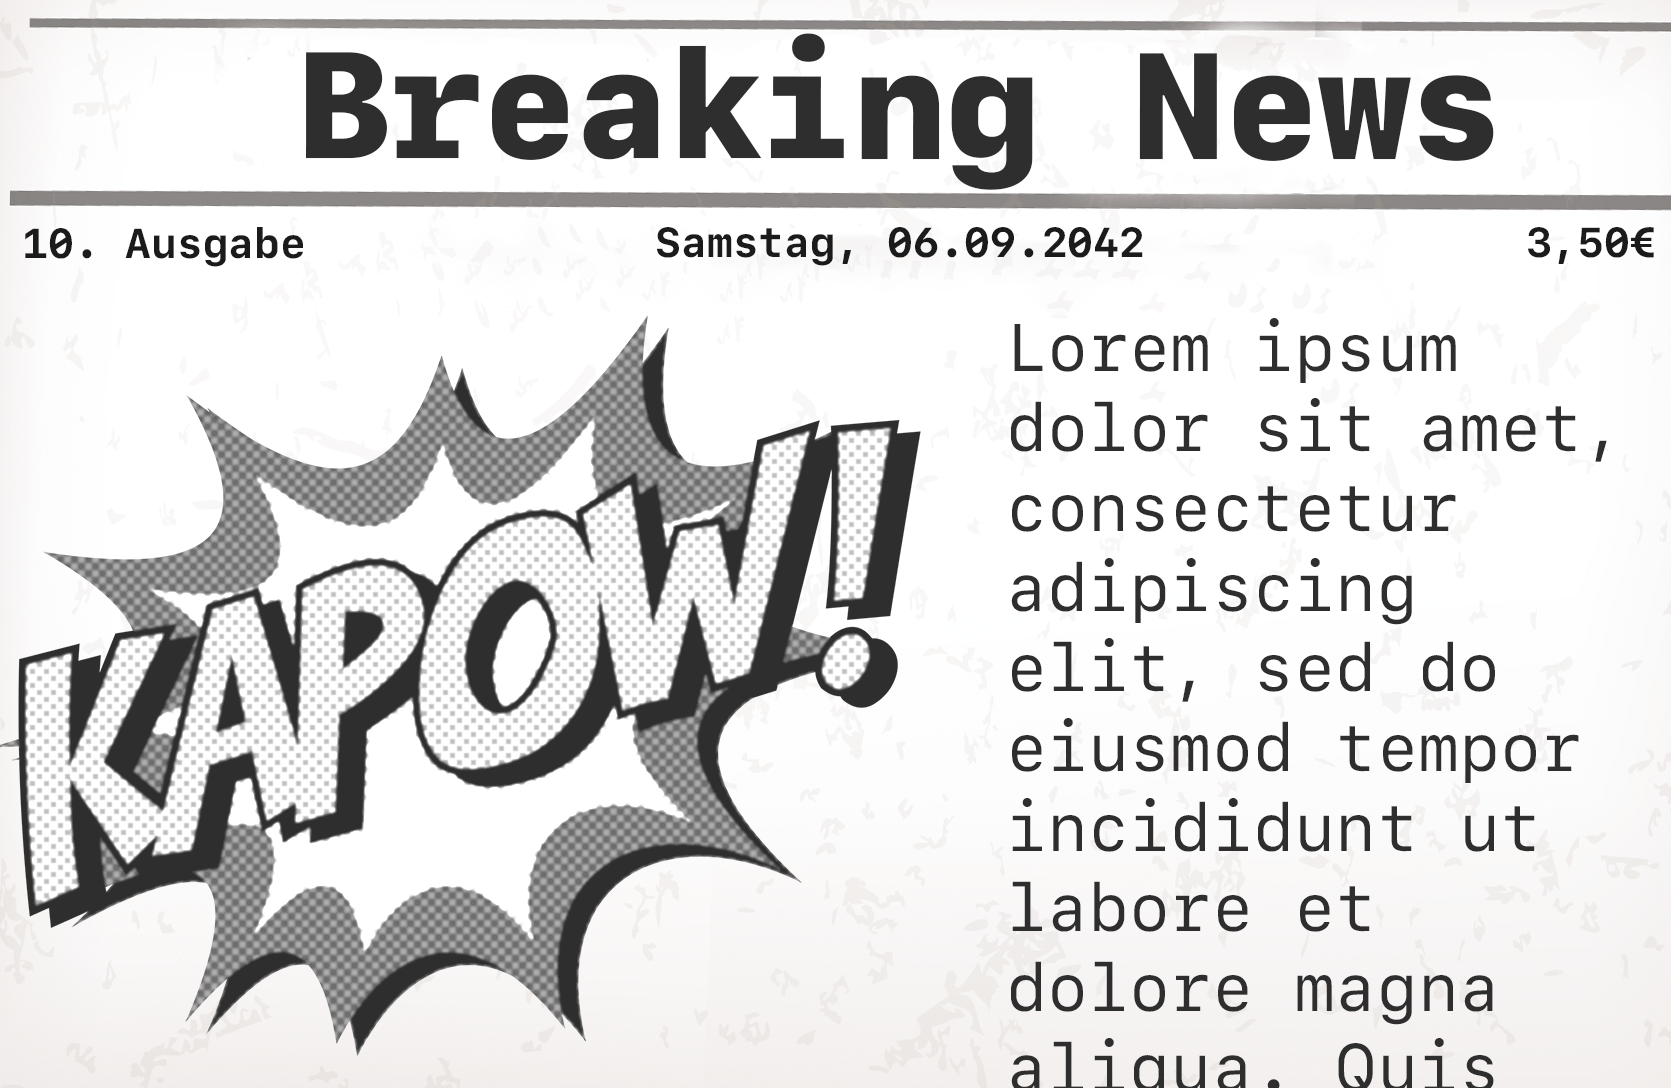 Breaking News
10. Ausgabe Samstag, 06.09.2042 3,50€
KAPOW!
Lorem ipsum
dolor sit amet,
consectetur
adipiscing
elit, sed do
eiusmod tempor
incididunt ut
labore et
dolore magna
aliqua. Quis